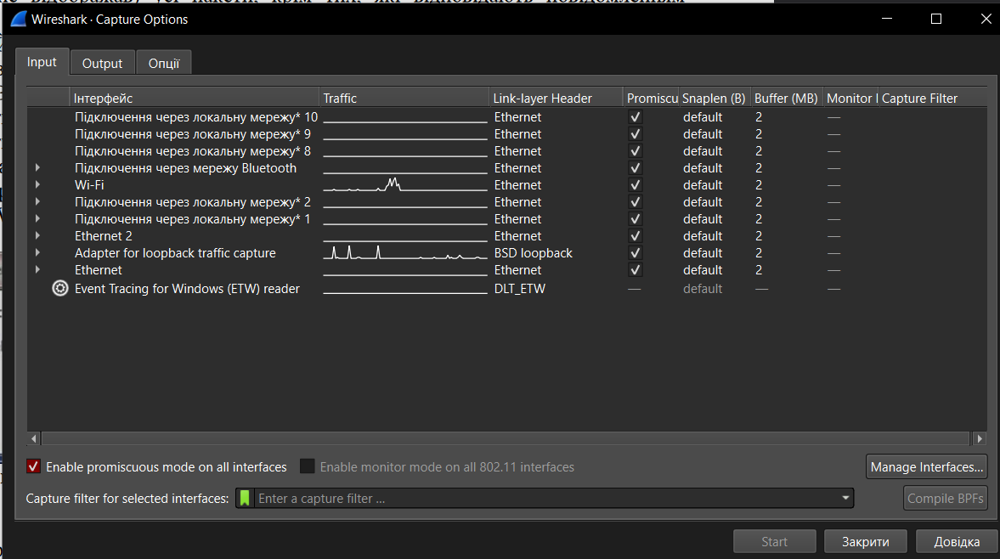 Wireshark · Capture Options
Input Output Опції
Інтерфейс Traffic Link-layer Header Promiscu Snaplen (B) Buffer (MB) Monitor Capture Filter
Підключення через локальну мережу* 10 Ethernet default 2 —
Підключення через локальну мережу* 9 Ethernet default 2 —
Підключення через локальну мережу* 8 Ethernet default 2 —
Підключення через мережу Bluetooth Ethernet default 2 —
Wi-Fi Ethernet default 2 —
Підключення через локальну мережу* 2 Ethernet default 2 —
Підключення через локальну мережу* 1 Ethernet default 2 —
Ethernet 2 Ethernet default 2 —
Adapter for loopback traffic capture BSD loopback default 2 —
Ethernet Ethernet default 2 —
Event Tracing for Windows (ETW) reader DLT_ETW — default — —
Enable promiscuous mode on all interfaces Enable monitor mode on all 802.11 interfaces Manage Interfaces...
Capture filter for selected interfaces: Enter a capture filter ... Compile BPFs
Start Закрити Довідка